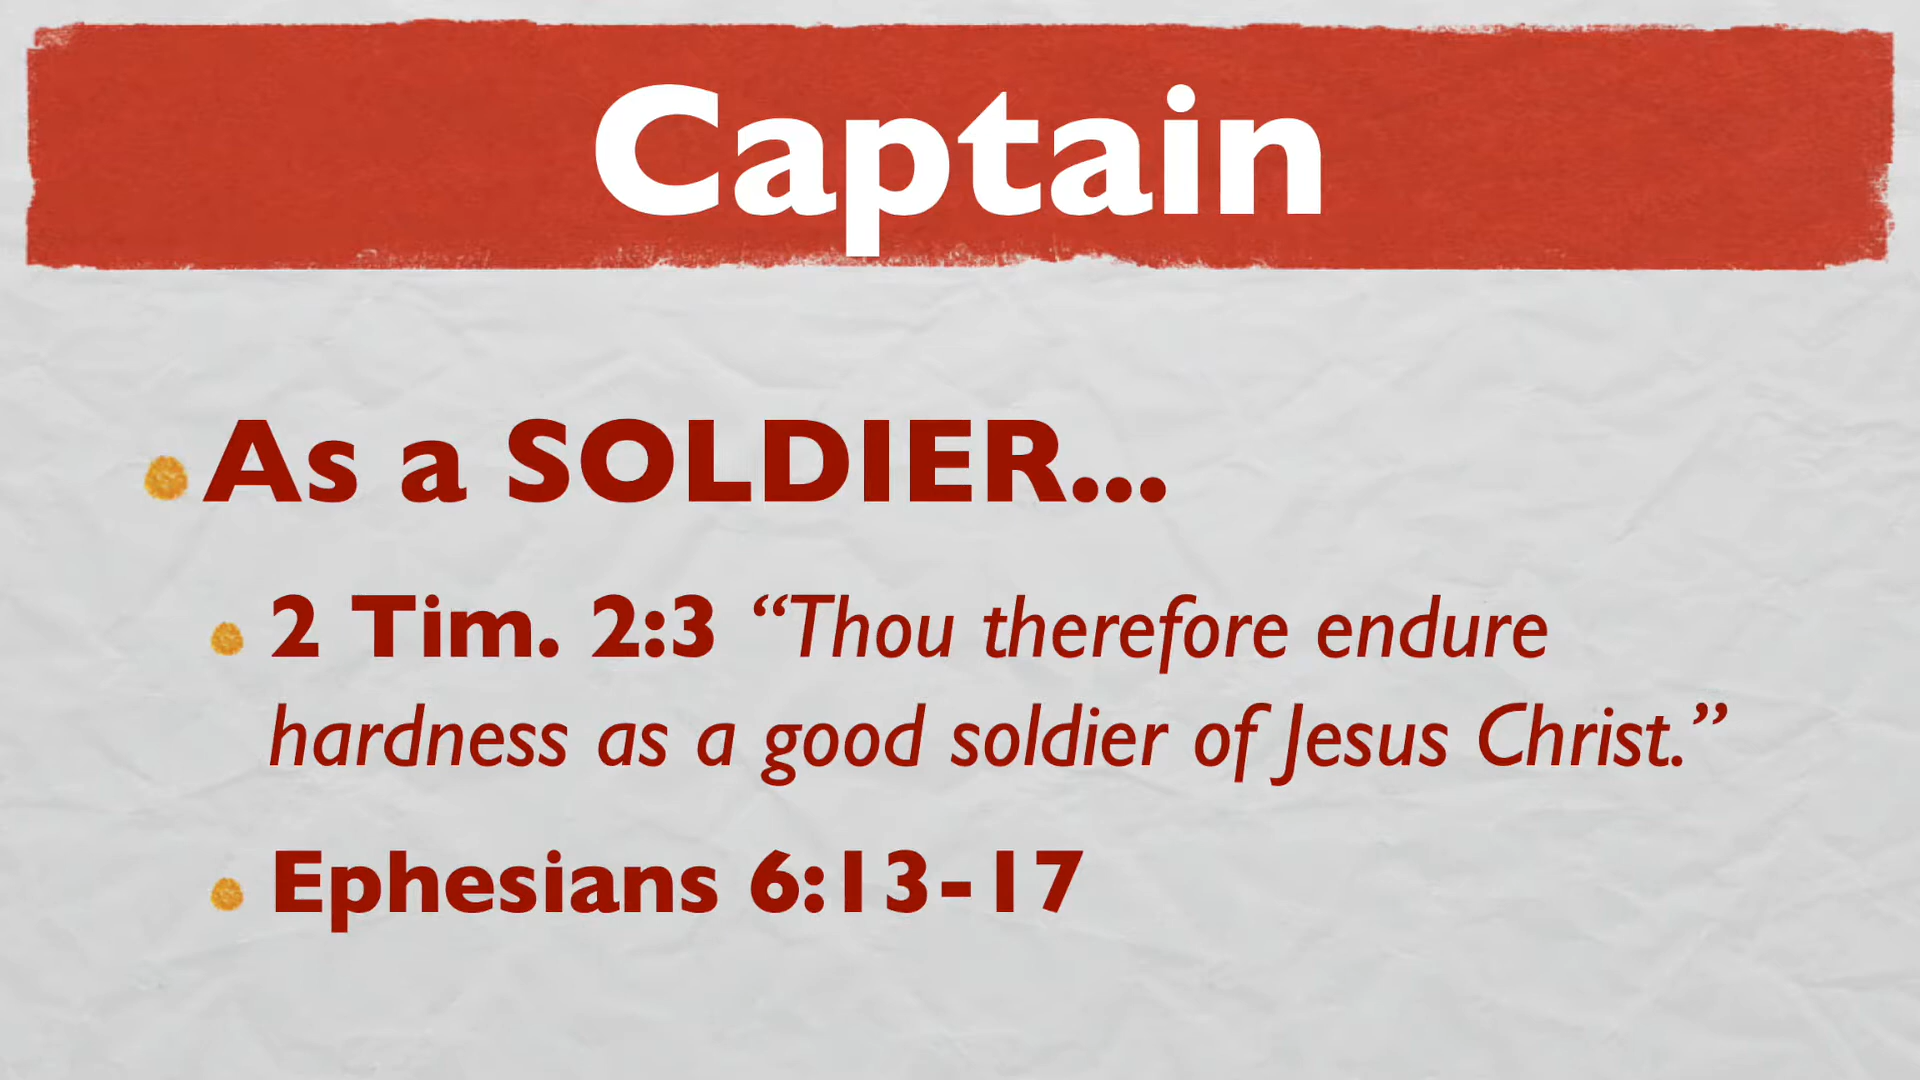 Captain
As a SOLDIER...
2 Tim. 2:3 “Thou therefore endure
hardness as a good soldier of Jesus Christ.”
Ephesians 6:13-17